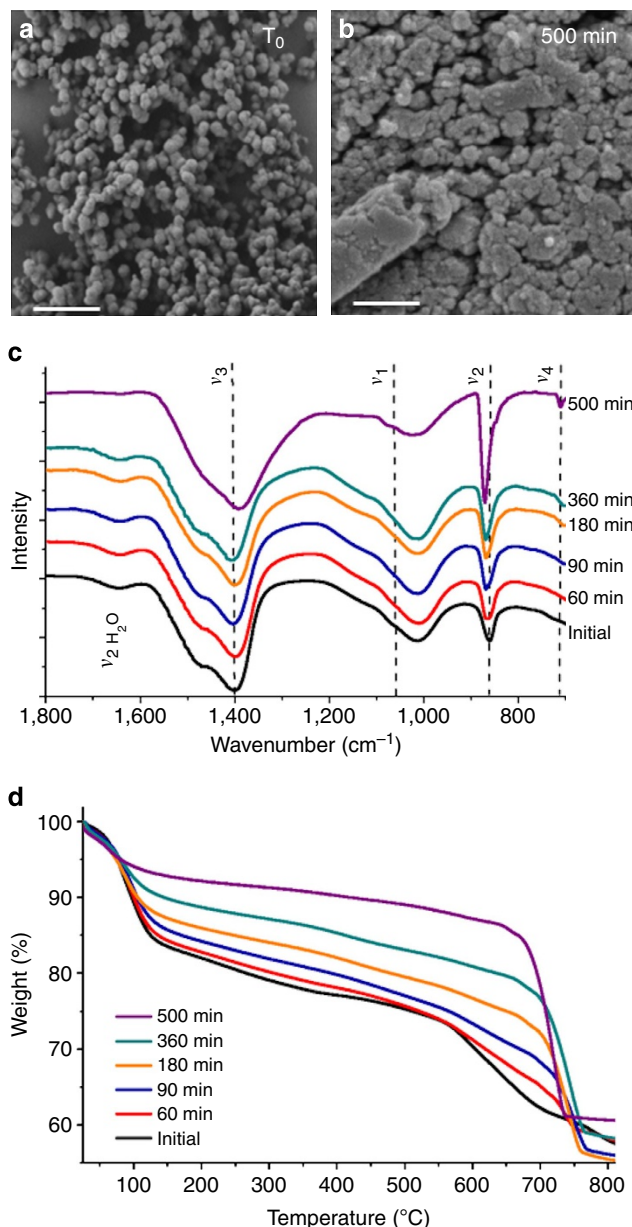 a
T0
b
500 min
c
ν3
ν1
ν2
ν4
500 min
360 min
180 min
90 min
60 min
Initial
ν2 H2O
Intensity
1,800
1,600
1,400
1,200
1,000
800
Wavenumber (cm–1)
d
100
90
80
70
60
Weight (%)
500 min
360 min
180 min
90 min
60 min
Initial
100 200 300 400 500 600 700 800
Temperature (°C)